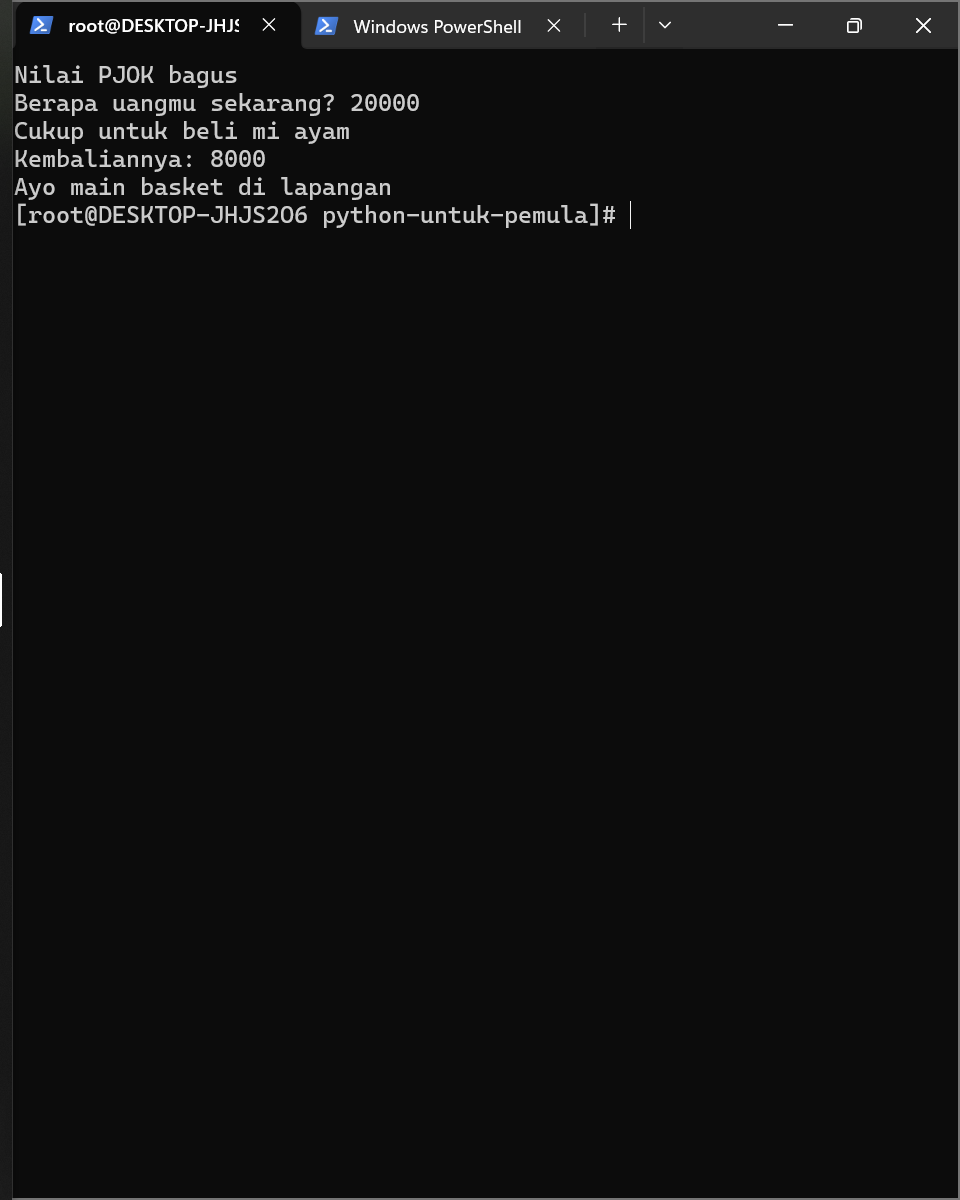 root@DESKTOP-JHJS
Windows PowerShell
Nilai PJOK bagus
Berapa uangmu sekarang? 20000
Cukup untuk beli mi ayam
Kembaliannya: 8000
Ayo main basket di lapangan
[root@DESKTOP-JHJS2O6 python-untuk-pemula]#